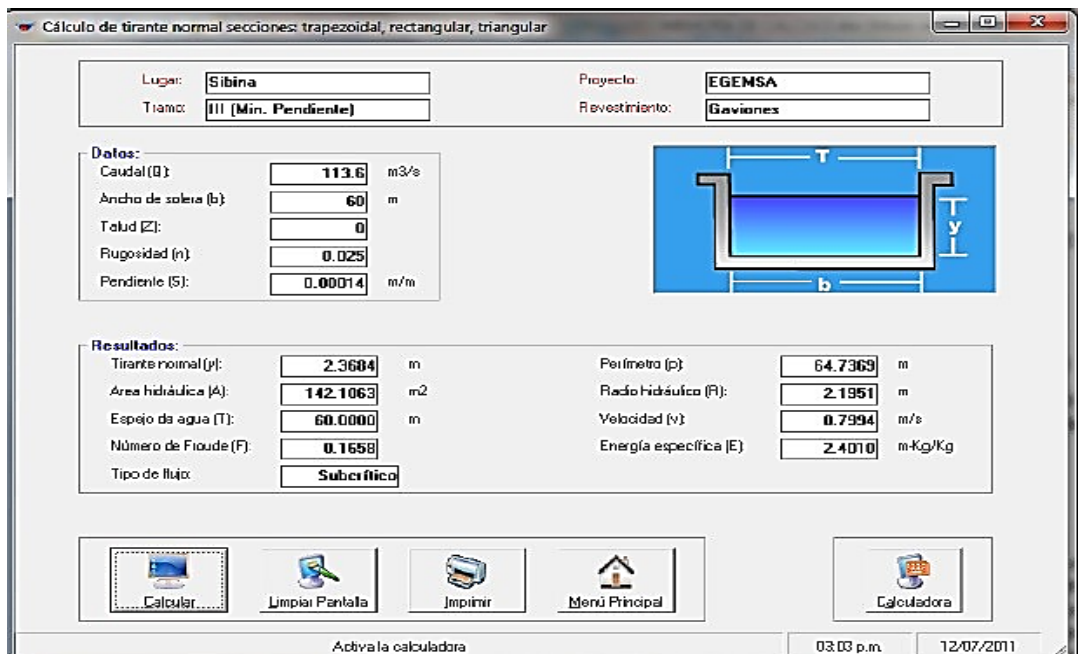 Cálculo de tirante normal secciones: trapezoidal, rectangular, triangular
Lugar: Sibina Proyecto: EGEMSA
Tramo: III (Min. Pendiente) Revestimiento: Gaviones
Datos:
Caudal (Q): 113.6 m3/s
Ancho de solera (b): 60 m
Talud (Z): 0
Rugosidad (n): 0.025
Pendiente (S): 0.00014 m/m
T
y
b
Resultados:
Tirante normal (y): 2.3684 m Perímetro (p): 64.7369 m
Area hidráulica (A): 142.1063 m2 Radio hidráulico (R): 2.1951 m
Espejo de agua (T): 60.0000 m Velocidad (v): 0.7994 m/s
Número de Froude (F): 0.1658 Energía específica (E): 2.4010 m-Kg/Kg
Tipo de flujo: Subcrítico
Calcular Limpiar Pantalla Imprimir Menú Principal Calculadora
Activa la calculadora 03:03 p.m. 12/07/2011